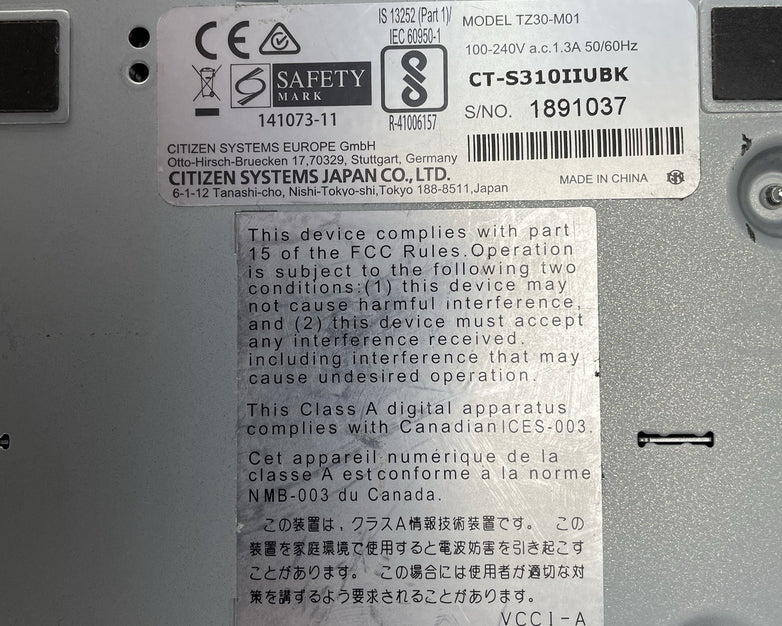 IS 13252 (Part 1)/
IEC 60950-1
R-41006157
SAFETY
MARK
141073-11
MODEL TZ30-M01
100-240V a.c.1.3A 50/60Hz
CT-S310IIUBK
S/NO. 1891037
CITIZEN SYSTEMS EUROPE GmbH
Otto-Hirsch-Bruecken 17,70329, Stuttgart, Germany
CITIZEN SYSTEMS JAPAN CO., LTD.
6-1-12 Tanashi-cho, Nishi-Tokyo-shi,Tokyo 188-8511,Japan
MADE IN CHINA
This device complies with part
15 of the FCC Rules.Operation
is subject to the following two
conditions:(1) this device may
not cause harmful interference,
and (2) this device must accept
any interference received.
including interference that may
cause undesired operation.
This Class A digital apparatus
complies with Canadian ICES-003.
Cet appareil numérique de la
classe A est conforme à la norme
NMB-003 du Canada.
この装置は，クラスA情報技術装置です。 この
装置を家庭環境で使用すると電波妨害を引き起こす
ことがあります。 この場合には使用者が適切な対
策を講ずるよう要求されることがあります。
VCCI-A